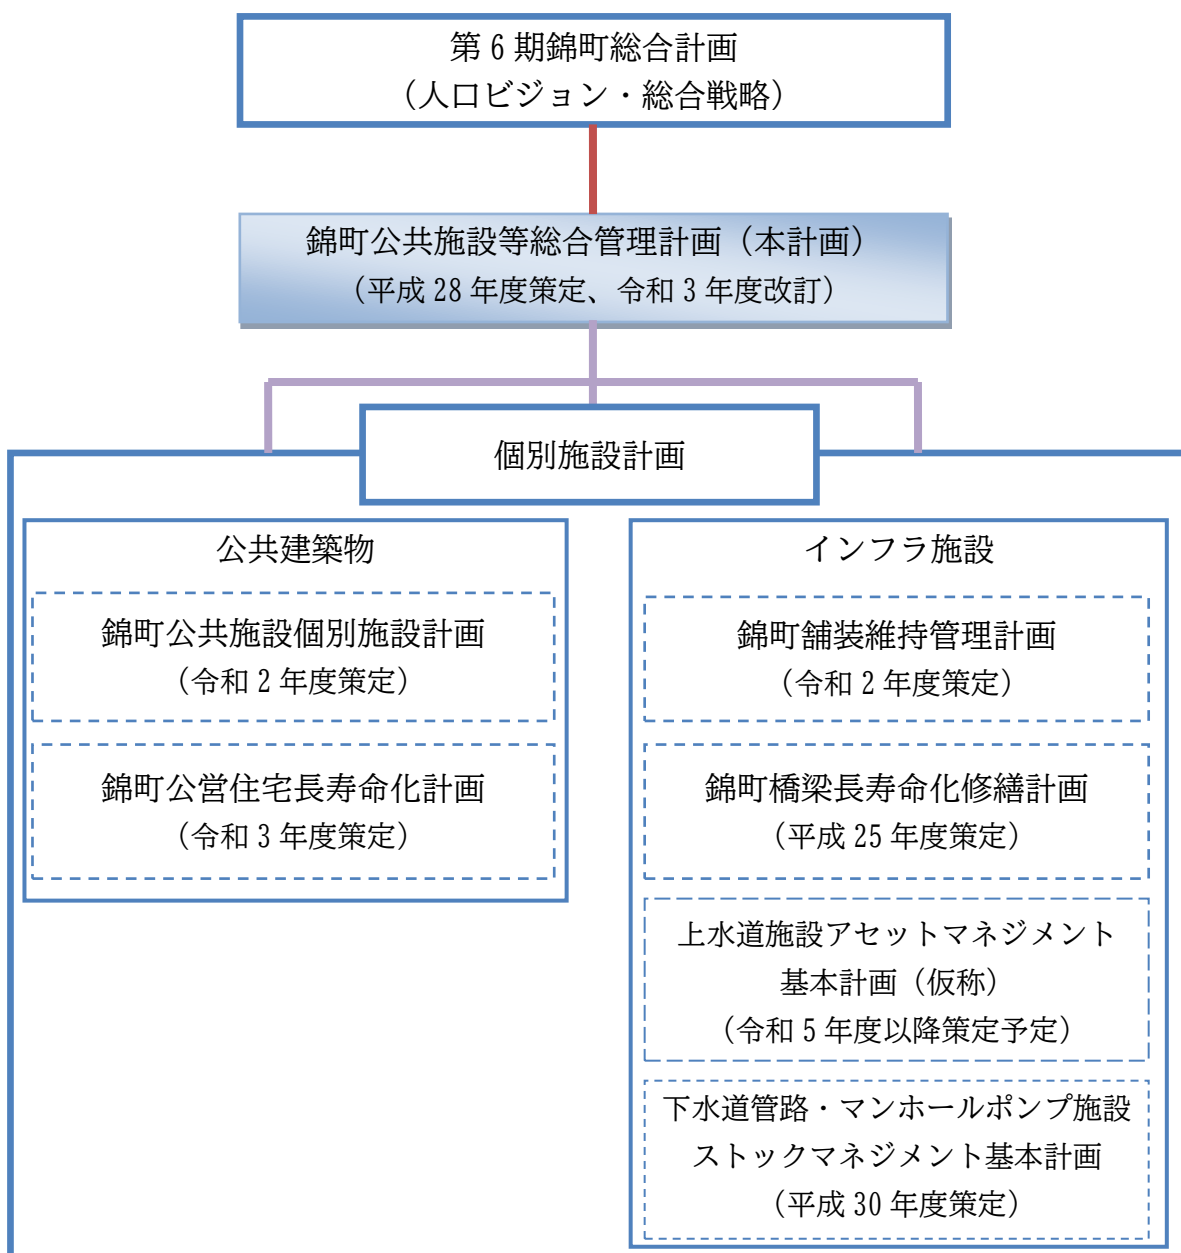 第6期錦町総合計画
（人口ビジョン・総合戦略）
錦町公共施設等総合管理計画（本計画）
（平成28年度策定、令和3年度改訂）
個別施設計画
公共建築物
錦町公共施設個別施設計画
（令和2年度策定）
錦町公営住宅長寿命化計画
（令和3年度策定）
インフラ施設
錦町舗装維持管理計画
（令和2年度策定）
錦町橋梁長寿命化修繕計画
（平成25年度策定）
上水道施設アセットマネジメント
基本計画（仮称）
（令和5年度以降策定予定）
下水道管路・マンホールポンプ施設
ストックマネジメント基本計画
（平成30年度策定）